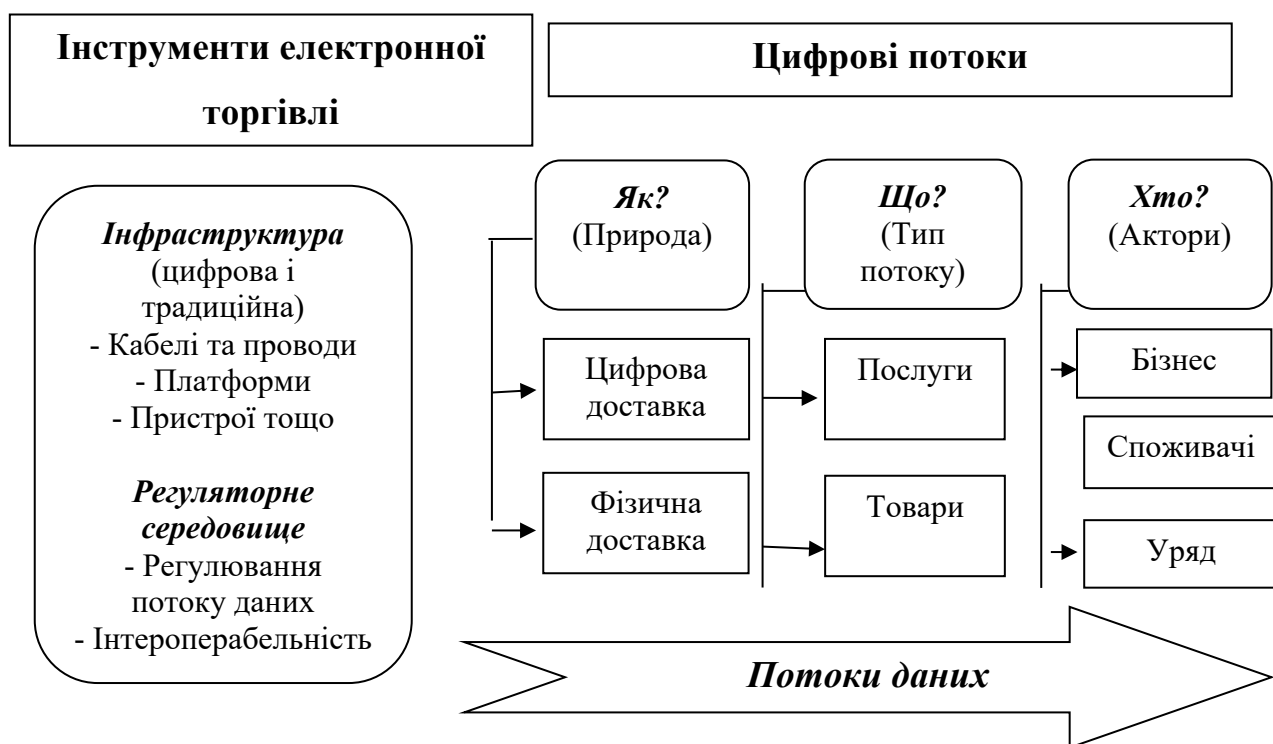 Інструменти електронної
торгівлі
Цифрові потоки
Інфраструктура
(цифрова і
традиційна)
- Кабелі та проводи
- Платформи
- Пристрої тощо
Регуляторне
середовище
- Регулювання
потоку даних
- Інтероперабельність
Як?
(Природа)
Цифрова
доставка
Фізична
доставка
Що?
(Тип
потоку)
Послуги
Товари
Хто?
(Актори)
Бізнес
Споживачі
Уряд
Потоки даних